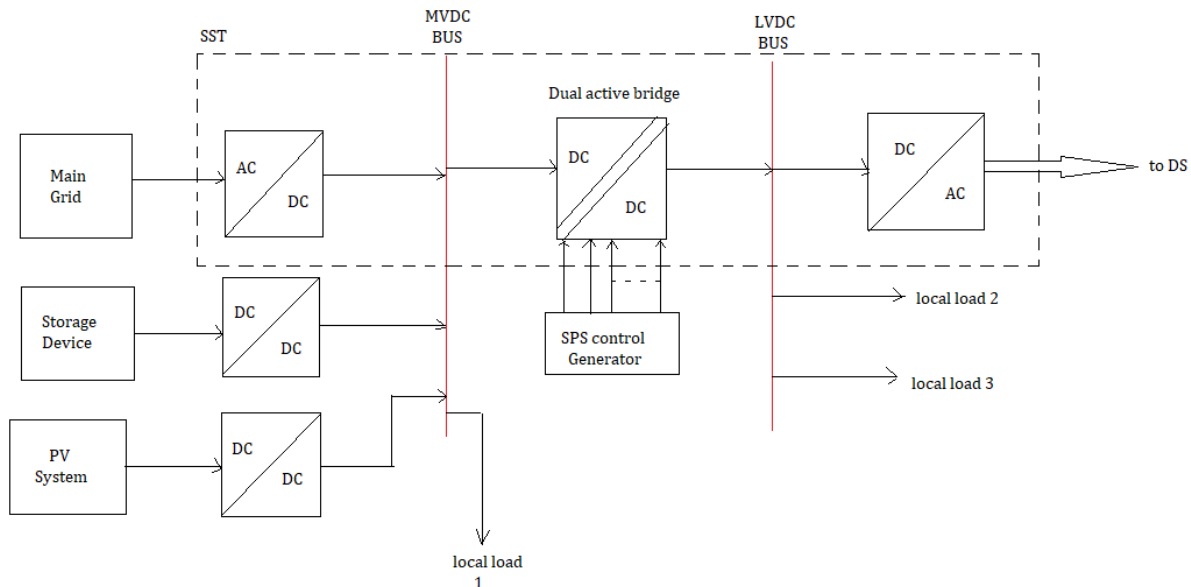 SST
MVDC
BUS
LVDC
BUS
Dual active bridge
Main
Grid
AC
DC
DC
DC
DC
AC
to DS
Storage
Device
DC
DC
SPS control
Generator
local load 2
local load 3
PV
System
DC
DC
local load
1